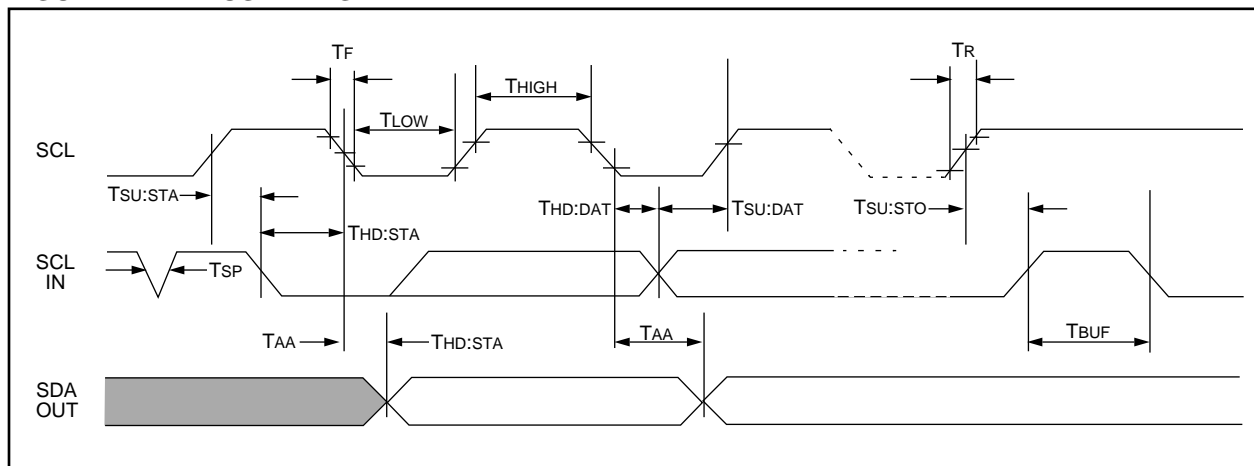 TF
TR
THIGH
TLOW
SCL
TSU:STA
THD:DAT
TSU:DAT
TSU:STO
THD:STA
SCL
IN
TSP
TAA
THD:STA
TAA
TBUF
SDA
OUT